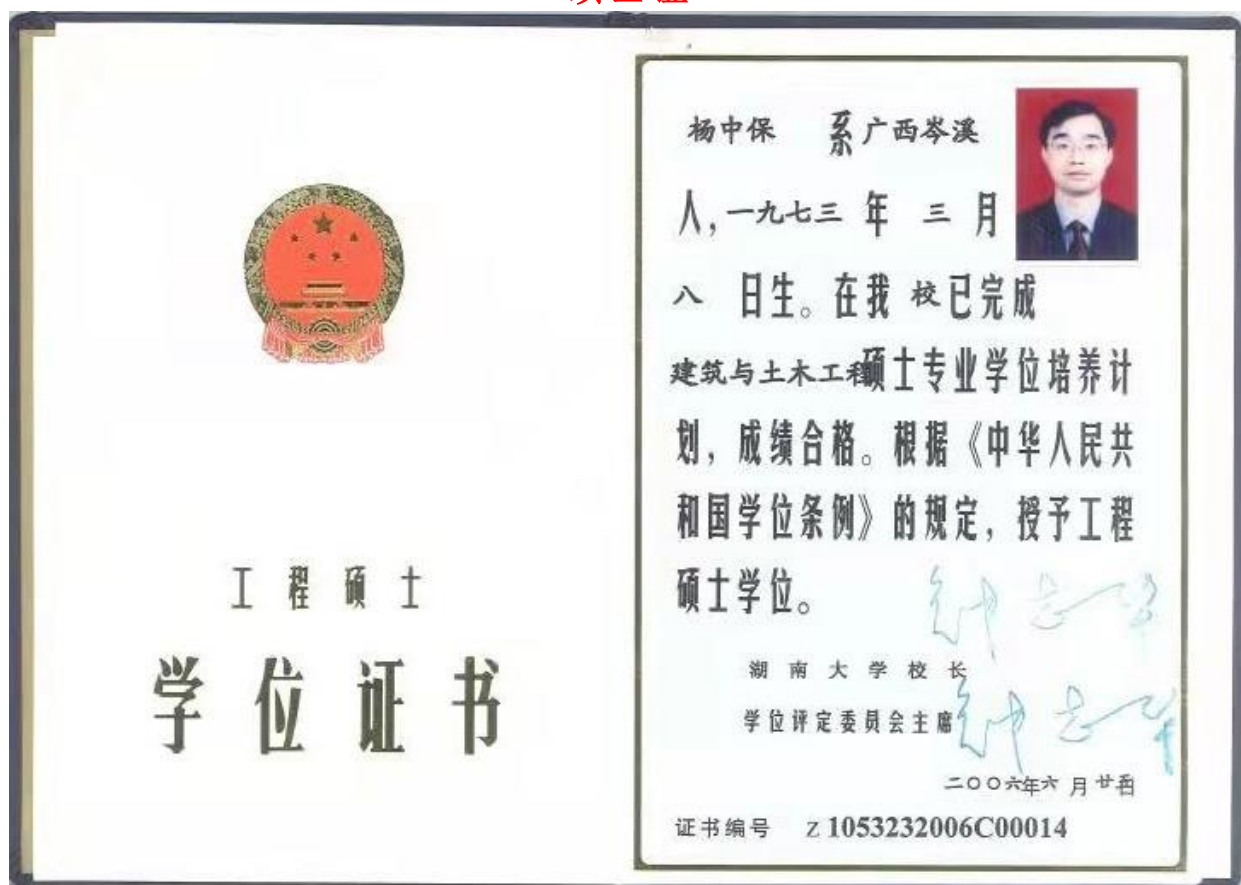 工程硕士
学位证书
杨中保 系广西岑溪
人，一九七三 年 三 月
八 日生。在我 校已完成
建筑与土木工程硕士专业学位培养计
划，成绩合格。根据《中华人民共
和国学位条例》的规定，授予工程
硕士学位。
湖南大学校长
学位评定委员会主席
二〇〇六年六月廿日
证书编号 Z 1053232006C00014